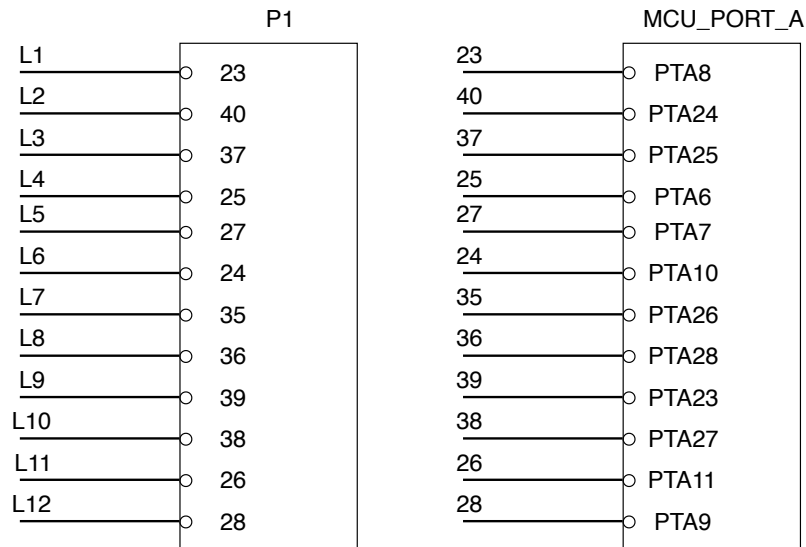 P1
L1
23
L2
40
L3
37
L4
25
L5
27
L6
24
L7
35
L8
36
L9
39
L10
38
L11
26
L12
28
MCU_PORT_A
23
PTA8
40
PTA24
37
PTA25
25
PTA6
27
PTA7
24
PTA10
35
PTA26
36
PTA28
39
PTA23
38
PTA27
26
PTA11
28
PTA9